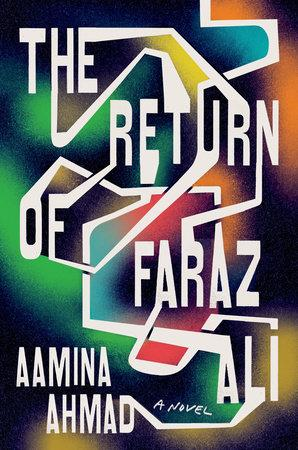 THE
RETURN
OF
FARAZ
ALI
AAMINA
AHMAD
A NOVEL